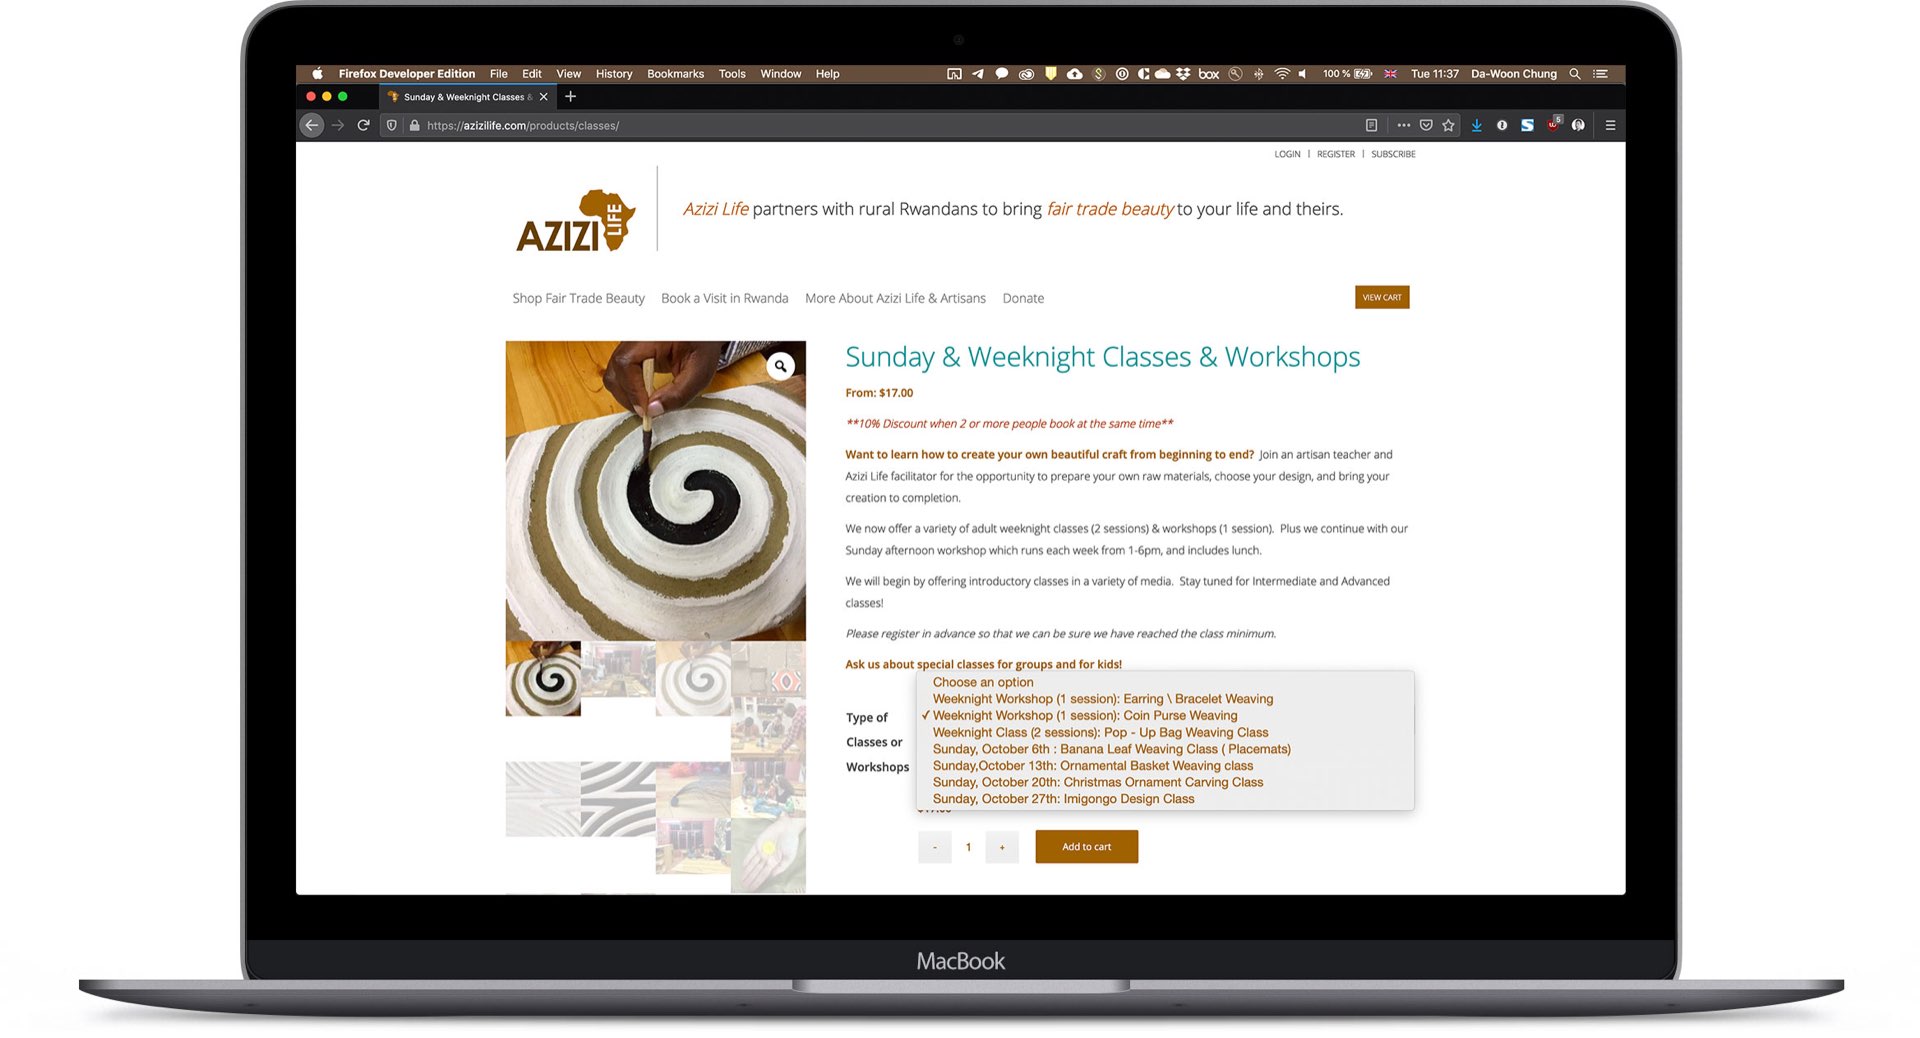 Firefox Developer Edition File Edit View History Bookmarks Tools Window Help box 100 % Tue 11:37 Da-Woon Chung
Sunday & Weeknight Classes &
https://azizilife.com/products/classes/
5
LOGIN | REGISTER | SUBSCRIBE
AZIZI LIFE
Azizi Life partners with rural Rwandans to bring fair trade beauty to your life and theirs.
Shop Fair Trade Beauty Book a Visit in Rwanda More About Azizi Life & Artisans Donate VIEW CART
Sunday & Weeknight Classes & Workshops
From: $17.00
**10% Discount when 2 or more people book at the same time**
Want to learn how to create your own beautiful craft from beginning to end? Join an artisan teacher and
Azizi Life facilitator for the opportunity to prepare your own raw materials, choose your design, and bring your
creation to completion.
We now offer a variety of adult weeknight classes (2 sessions) & workshops (1 session). Plus we continue with our
Sunday afternoon workshop which runs each week from 1-6pm, and includes lunch.
We will begin by offering introductory classes in a variety of media. Stay tuned for Intermediate and Advanced
classes!
Please register in advance so that we can be sure we have reached the class minimum.
Ask us about special classes for groups and for kids!
Type of
Classes or
Workshops
Choose an option
Weeknight Workshop (1 session): Earring \ Bracelet Weaving
✓ Weeknight Workshop (1 session): Coin Purse Weaving
Weeknight Class (2 sessions): Pop - Up Bag Weaving Class
Sunday, October 6th : Banana Leaf Weaving Class ( Placemats)
Sunday,October 13th: Ornamental Basket Weaving class
Sunday, October 20th: Christmas Ornament Carving Class
Sunday, October 27th: Imigongo Design Class
- 1 + Add to cart
MacBook